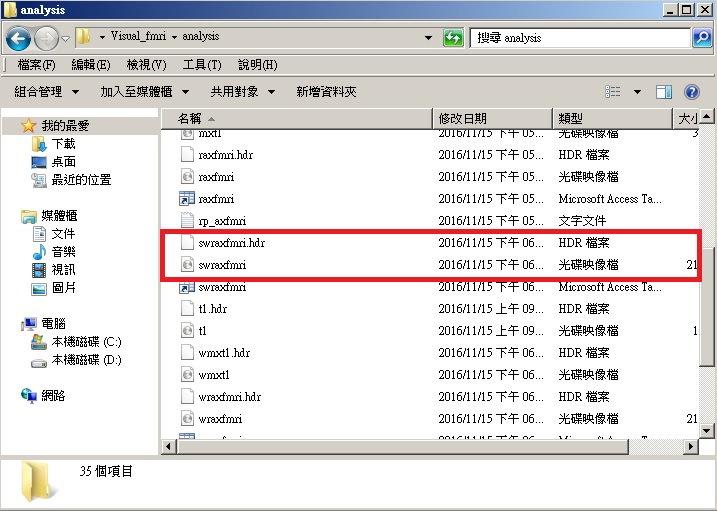 analysis
Visual_fmri analysis
搜尋 analysis
檔案(F) 編輯(E) 檢視(V) 工具(T) 說明(H)
組合管理 加入至媒體櫃 共用對象 新增資料夾
我的最愛
下載
桌面
最近的位置
媒體櫃
文件
音樂
視訊
圖片
電腦
本機磁碟 (C:)
本機磁碟 (D:)
網路
名稱 修改日期 類型 大小
mxt1 2016/11/15 下午 05... 光碟映像檔 3
raxfmri.hdr 2016/11/15 下午 05... HDR 檔案
raxfmri 2016/11/15 下午 05... 光碟映像檔
raxfmri 2016/11/15 下午 05... Microsoft Access Ta...
rp_axfmri 2016/11/15 下午 05... 文字文件
swraxfmri.hdr 2016/11/15 下午 06... HDR 檔案
swraxfmri 2016/11/15 下午 06... 光碟映像檔 21
swraxfmri 2016/11/15 下午 06... Microsoft Access Ta...
t1.hdr 2016/11/15 上午 09... HDR 檔案
t1 2016/11/15 上午 09... 光碟映像檔 1
wmxt1.hdr 2016/11/15 下午 06... HDR 檔案
wmxt1 2016/11/15 下午 06... 光碟映像檔
wraxfmri.hdr 2016/11/15 下午 06... HDR 檔案
wraxfmri 2016/11/15 下午 06... 光碟映像檔 21
35 個項目